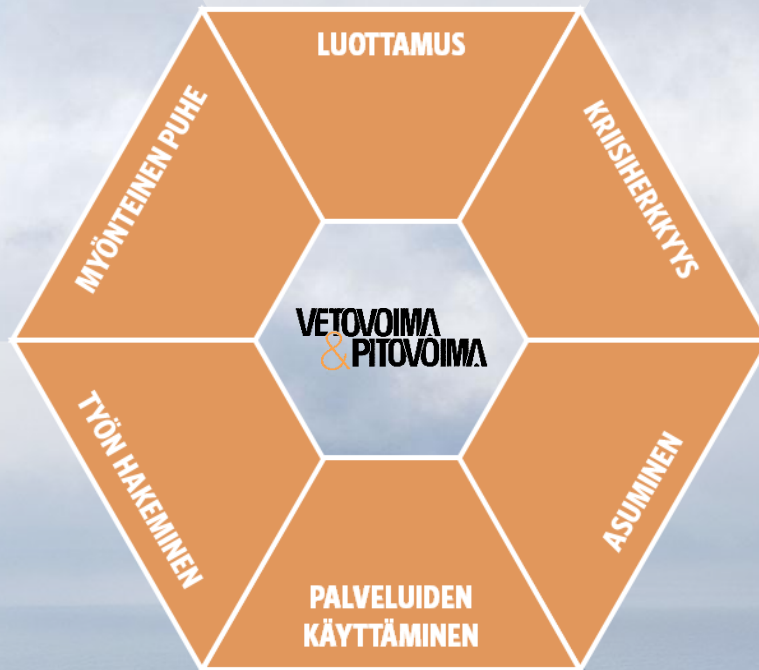 LUOTTAMUS
KRIISIHERKKYYS
ASUMINEN
PALVELUIDEN
KÄYTTÄMINEN
TYÖN HAKEMINEN
MYÖNTEINEN PUHE
VETOVOIMA
& PITOVOIMA